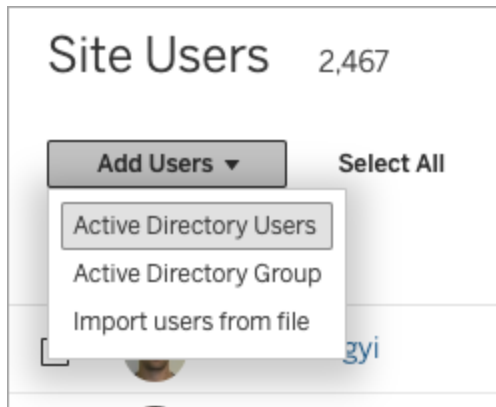 Site Users 2,467
Add Users Select All
Active Directory Users
Active Directory Group
Import users from file
gyi